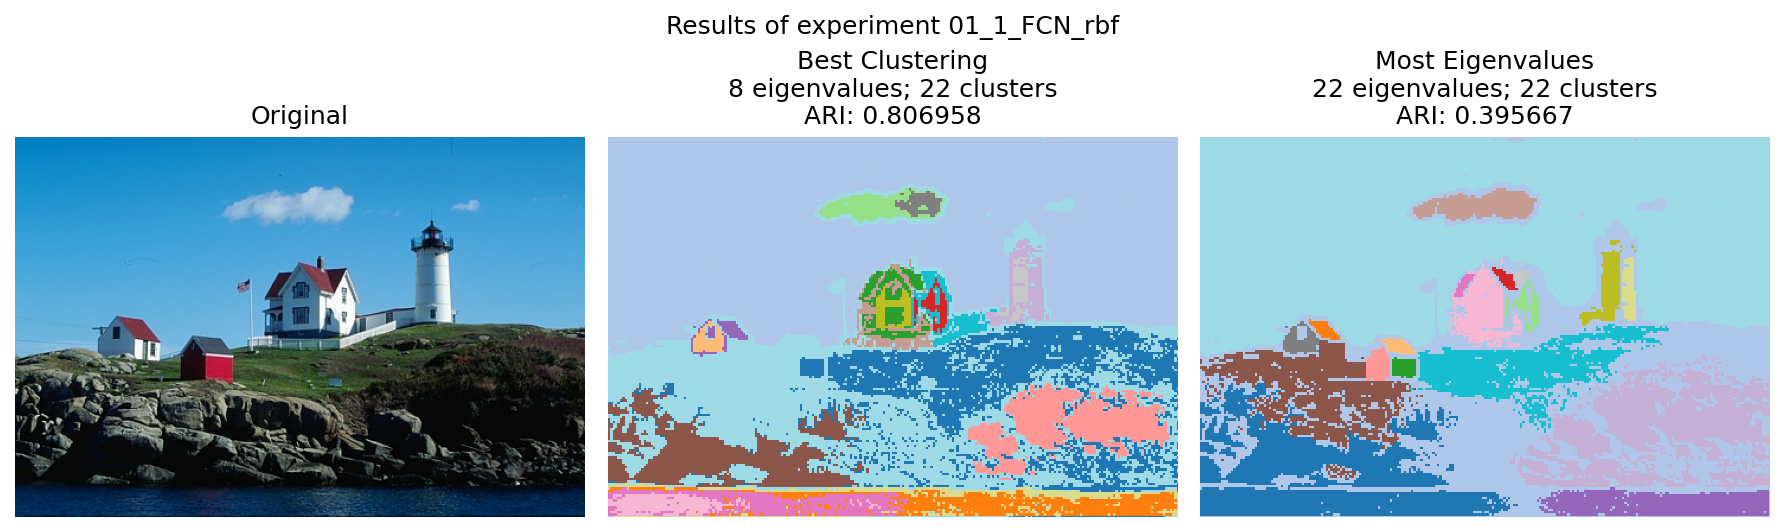 Results of experiment 01_1_FCN_rbf
Original
Best Clustering
8 eigenvalues; 22 clusters
ARI: 0.806958
Most Eigenvalues
22 eigenvalues; 22 clusters
ARI: 0.395667